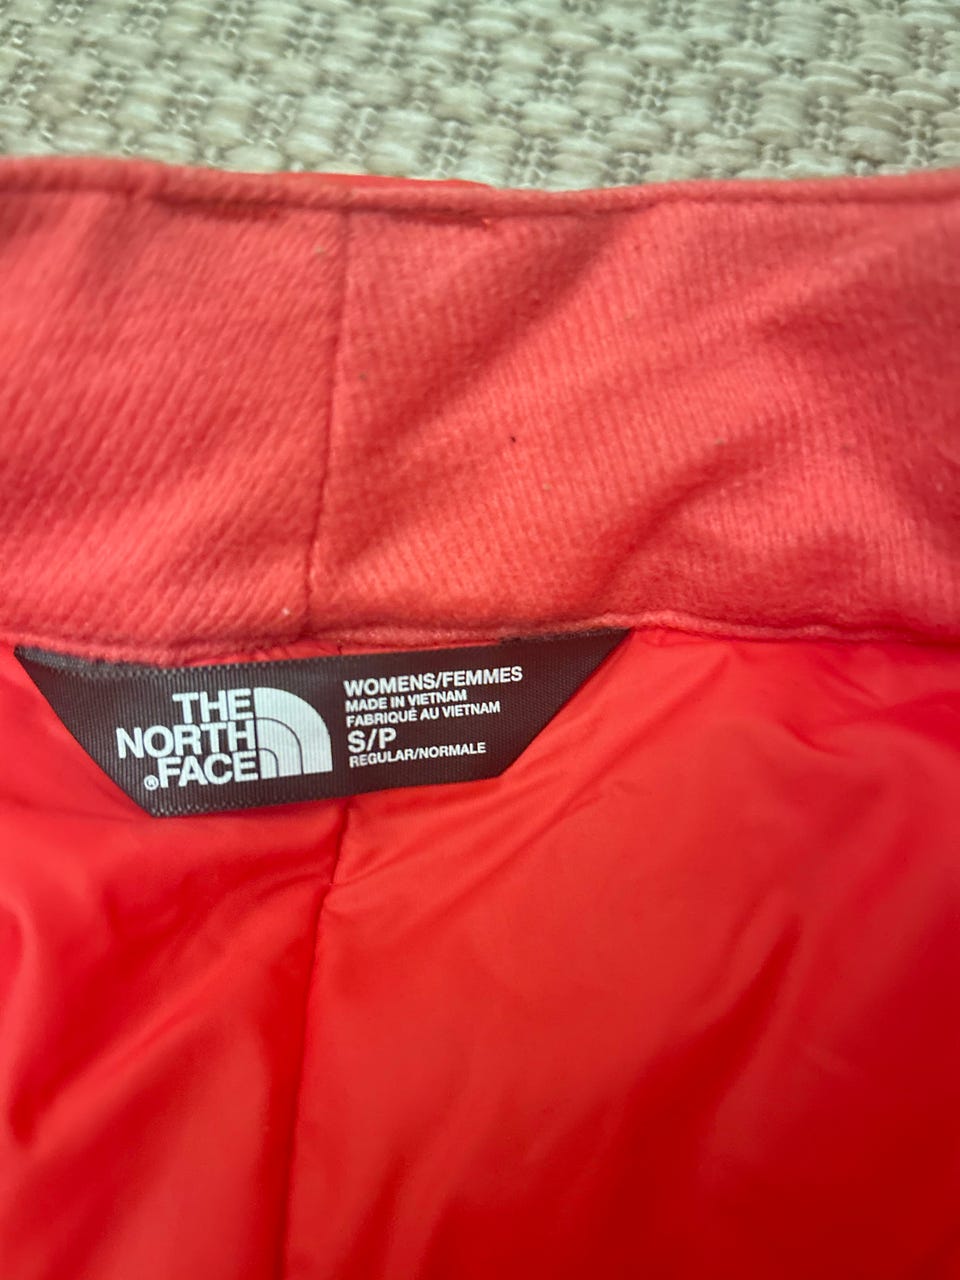 THE
NORTH
®FACE
WOMENS/FEMMES
MADE IN VIETNAM
FABRIQUÉ AU VIETNAM
S/P
REGULAR/NORMALE